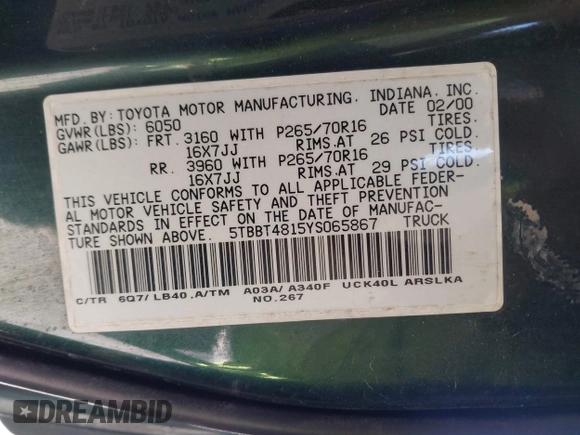 MFD. BY: TOYOTA MOTOR MANUFACTURING. INDIANA. INC.
GVWR(LBS): 6050 DATE 02/00
GAWR(LBS): FRT. 3160 WITH P265/70R16 TIRES.
16X7JJ RIMS.AT 26 PSI COLD.
RR. 3960 WITH P265/70R16 TIRES.
16X7JJ RIMS.AT 29 PSI COLD.
THIS VEHICLE CONFORMS TO ALL APPLICABLE FEDER-
AL MOTOR VEHICLE SAFETY AND THEFT PREVENTION
STANDARDS IN EFFECT ON THE DATE OF MANUFAC-
TURE SHOWN ABOVE. 5TBBT4815YS065867 TRUCK
C/TR 6Q7/ LB40 .A/TM A03A/ A340F UCK40L ARSLKA
NO.267
DREAMBID